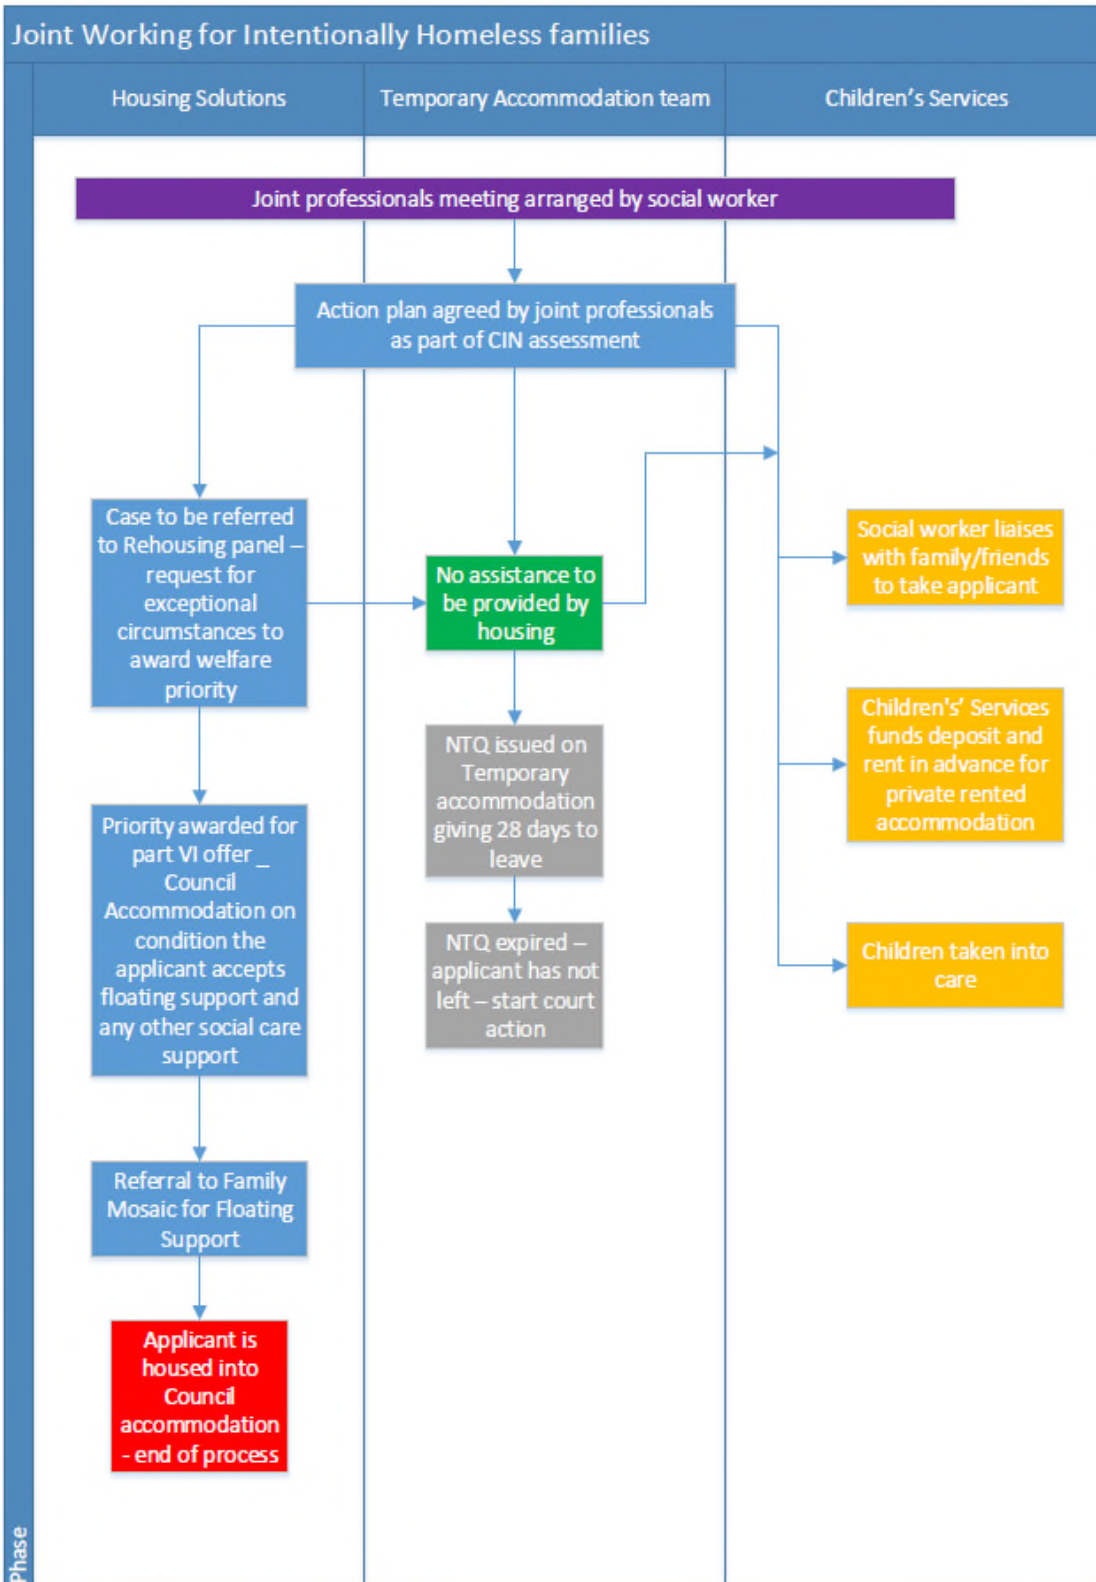 Joint Working for Intentionally Homeless families
Housing Solutions
Temporary Accommodation team
Children's Services
Joint professionals meeting arranged by social worker
Action plan agreed by joint professionals
as part of CIN assessment
Case to be referred
to Rehousing panel –
request for
exceptional
circumstances to
award welfare
priority
Priority awarded for
part VI offer _
Council
Accommodation on
condition the
applicant accepts
floating support and
any other social care
support
Referral to Family
Mosaic for Floating
Support
Applicant is
housed into
Council
accommodation
- end of process
No assistance to
be provided by
housing
NTQ issued on
Temporary
accommodation
giving 28 days to
leave
NTQ expired –
applicant has not
left – start court
action
Social worker liaises
with family/friends
to take applicant
Children's' Services
funds deposit and
rent in advance for
private rented
accommodation
Children taken into
care
Phase